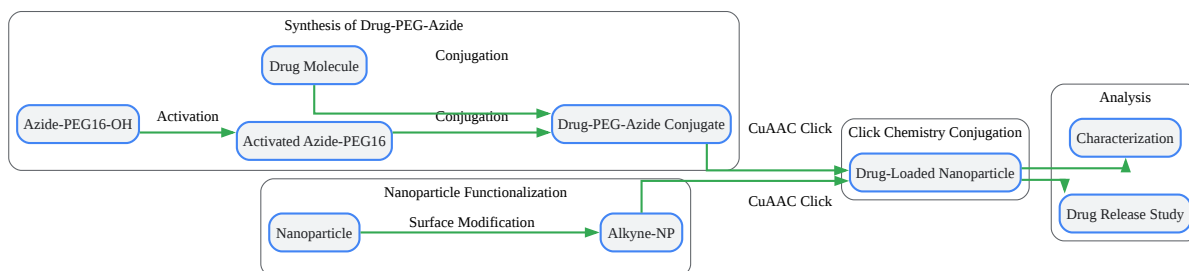 Synthesis of Drug-PEG-Azide
Conjugation
Drug Molecule
Azide-PEG16-OH
Activation
Activated Azide-PEG16
Conjugation
Drug-PEG-Azide Conjugate
Nanoparticle Functionalization
Nanoparticle
Surface Modification
Alkyne-NP
CuAAC Click
CuAAC Click
Click Chemistry Conjugation
Drug-Loaded Nanoparticle
Analysis
Characterization
Drug Release Study